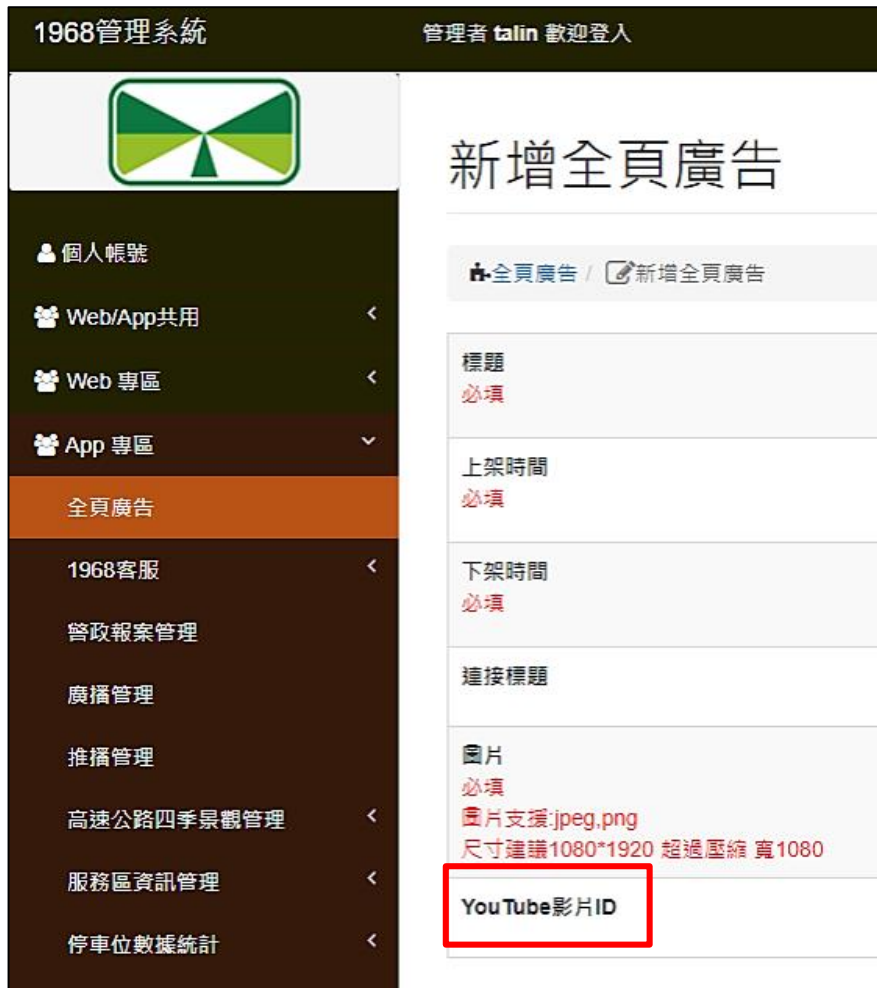 1968管理系統
管理者 talin 歡迎登入
個人帳號
Web/App共用
Web 專區
App 專區
全頁廣告
1968客服
警政報案管理
廣播管理
推播管理
高速公路四季景觀管理
服務區資訊管理
停車位數據統計
新增全頁廣告
全頁廣告 / 新增全頁廣告
標題
必填
上架時間
必填
下架時間
必填
連接標題
圖片
必填
圖片支援:jpeg,png
尺寸建議1080*1920 超過壓縮 寬1080
YouTube影片ID